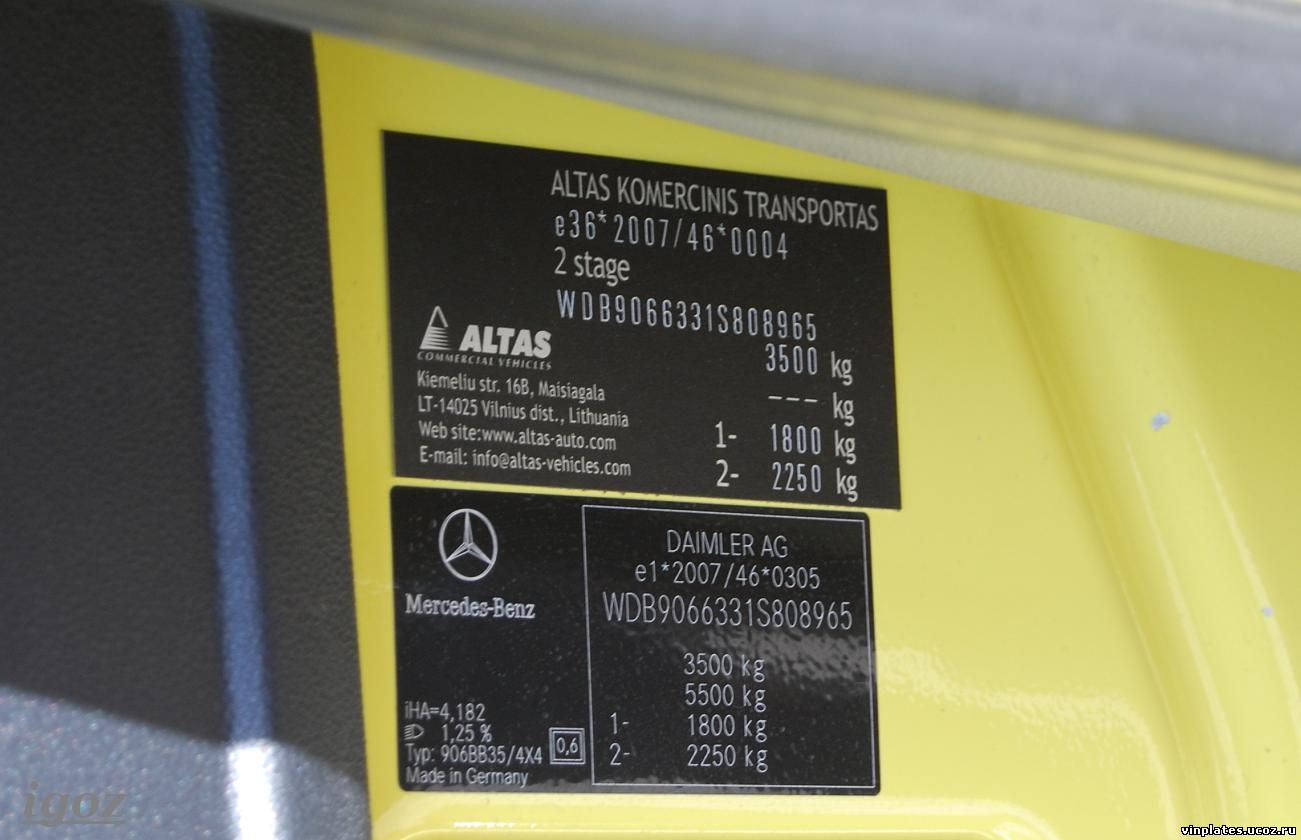 ALTAS KOMERCINIS TRANSPORTAS
e36*2007/46*0004
2 stage
WDB9066331S808965
3500 kg
--- kg
1- 1800 kg
2- 2250 kg
ALTAS
COMMERCIAL VEHICLES
Kiemeliu str. 16B, Maisiagala
LT-14025 Vilnius dist., Lithuania
Web site:www.altas-auto.com
E-mail: info@altas-vehicles.com
Mercedes-Benz
iHA=4,182
1,25 %
Typ: 906BB35/4X4
Made in Germany
0,6
DAIMLER AG
e1*2007/46*0305
WDB9066331S808965
3500 kg
5500 kg
1- 1800 kg
2- 2250 kg
igoz
vinplates.ucoz.ru